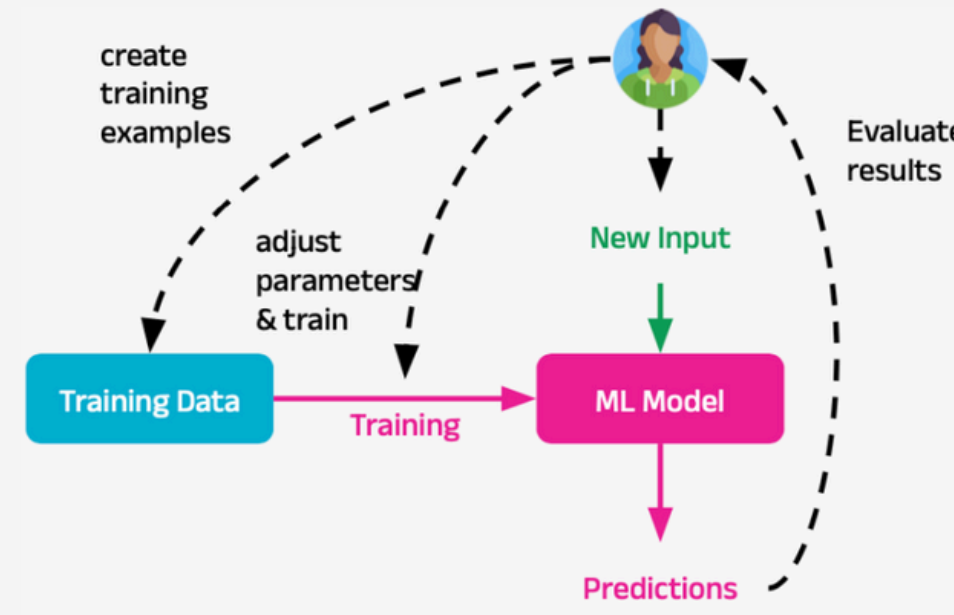 create
training
examples
Evaluate
results
adjust
parameters
& train
New Input
Training Data
Training
ML Model
Predictions